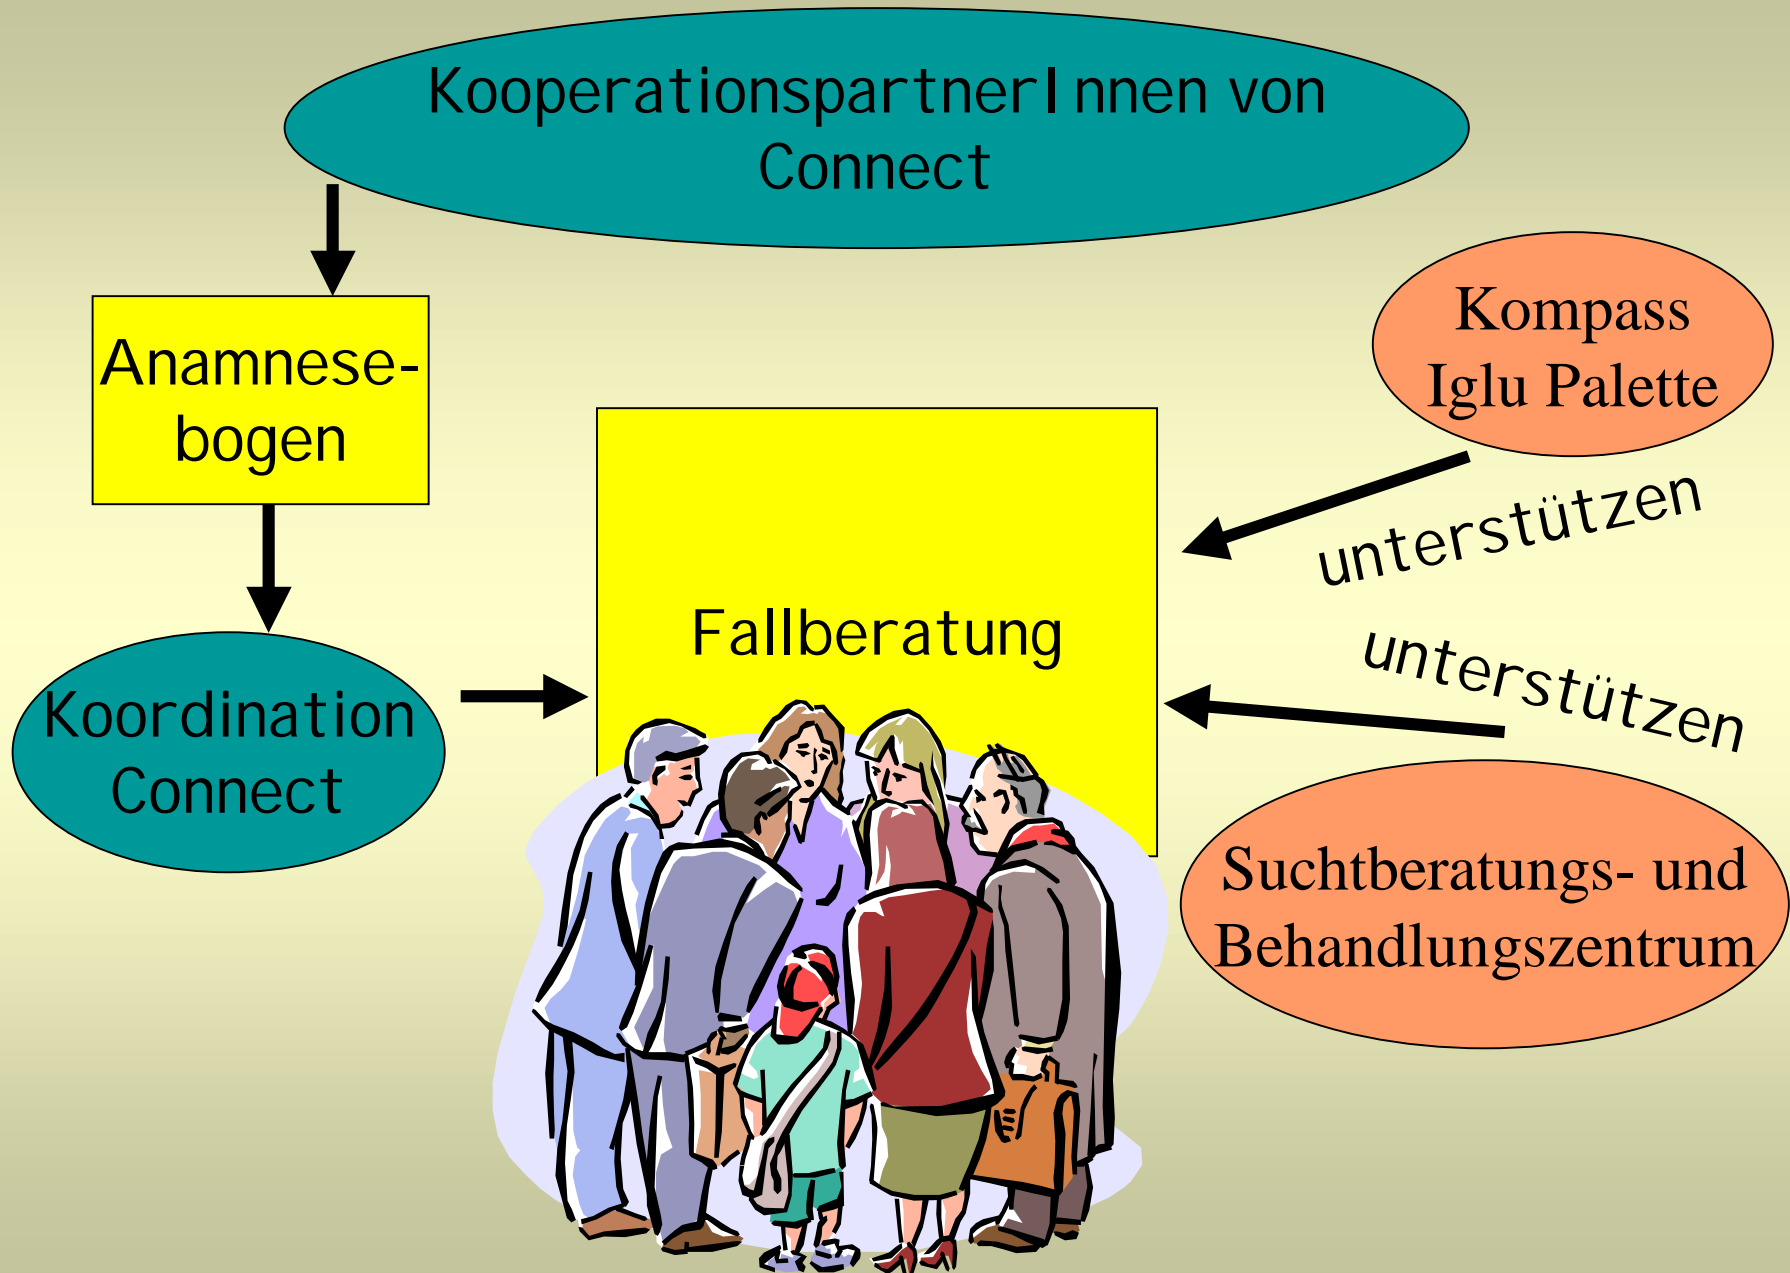 KooperationspartnerInnen von
Connect
Anamnese-
bogen
Koordination
Connect
Fallberatung
Kompass
Iglu Palette
unterstützen
unterstützen
Suchtberatungs- und
Behandlungszentrum